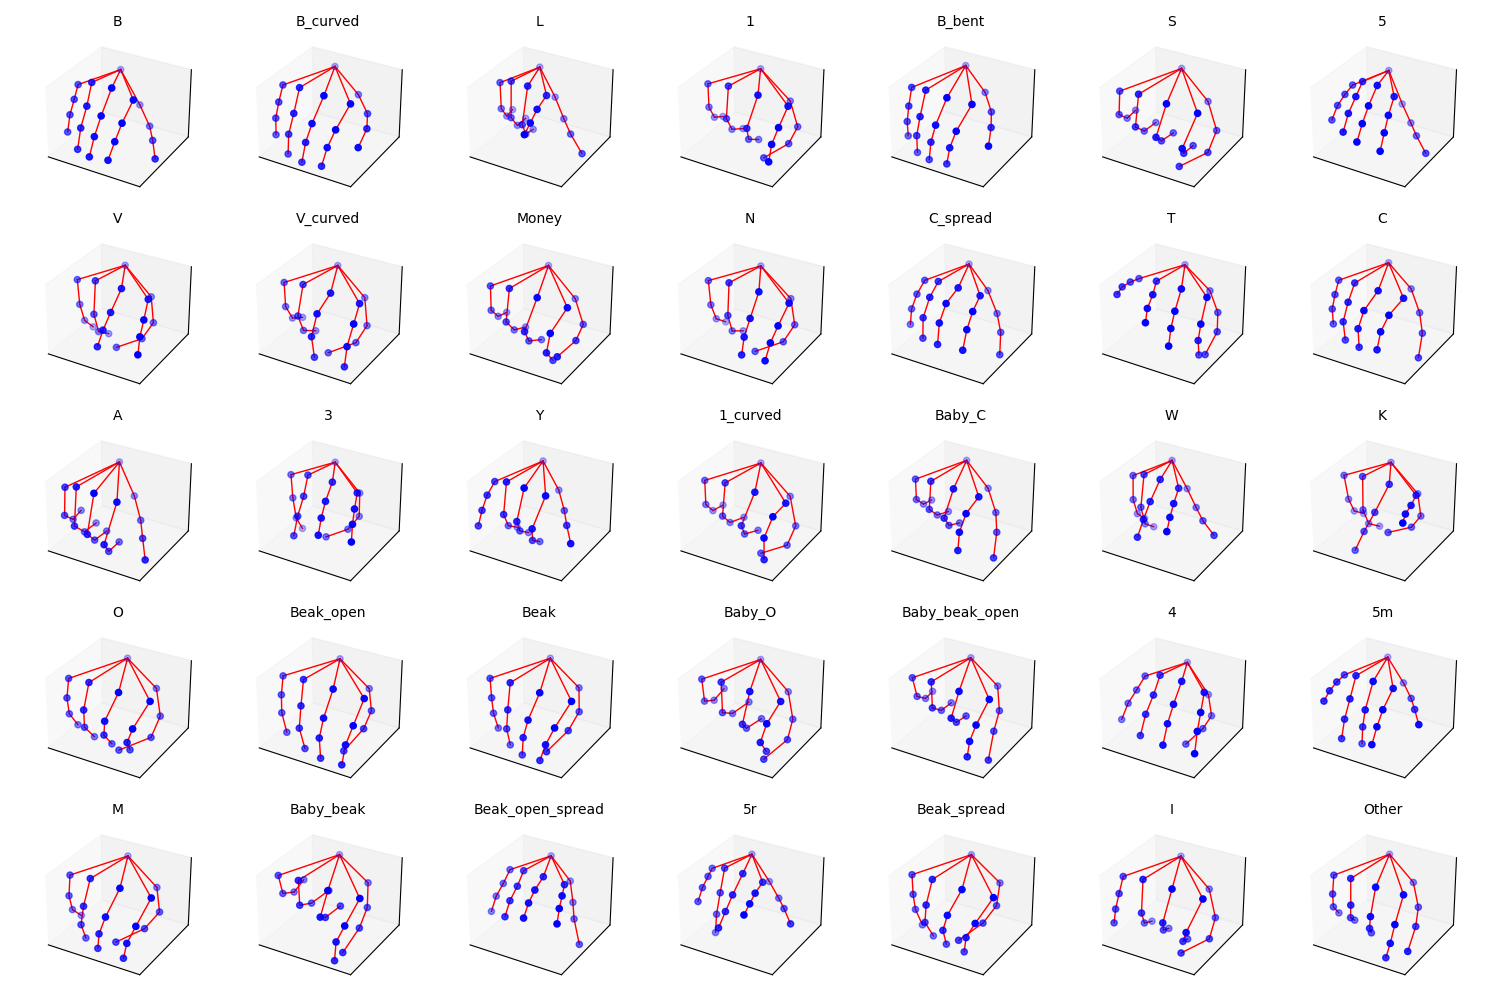 B B_curved L 1 B_bent S 5
V V_curved Money N C_spread T C
A 3 Y 1_curved Baby_C W K
O Beak_open Beak Baby_O Baby_beak_open 4 5m
M Baby_beak Beak_open_spread 5r Beak_spread I Other